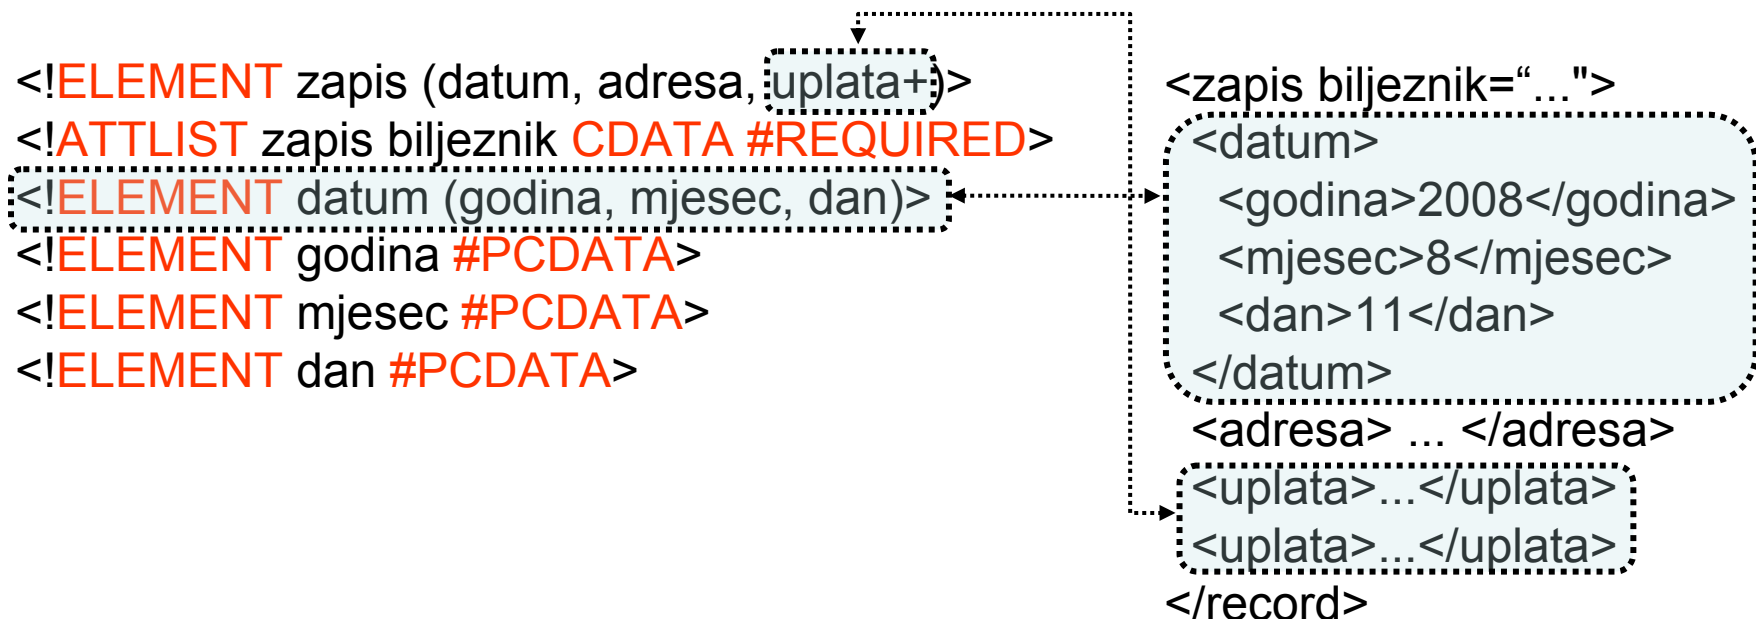 <!ELEMENT zapis (datum, adresa, uplata+)>
<!ATTLIST zapis biljeznik CDATA #REQUIRED>
<!ELEMENT datum (godina, mjesec, dan)>
<!ELEMENT godina #PCDATA>
<!ELEMENT mjesec #PCDATA>
<!ELEMENT dan #PCDATA>
<zapis biljeznik=“...">
<datum>
<godina>2008</godina>
<mjesec>8</mjesec>
<dan>11</dan>
</datum>
<adresa> ... </adresa>
<uplata>...</uplata>
<uplata>...</uplata>
</record>